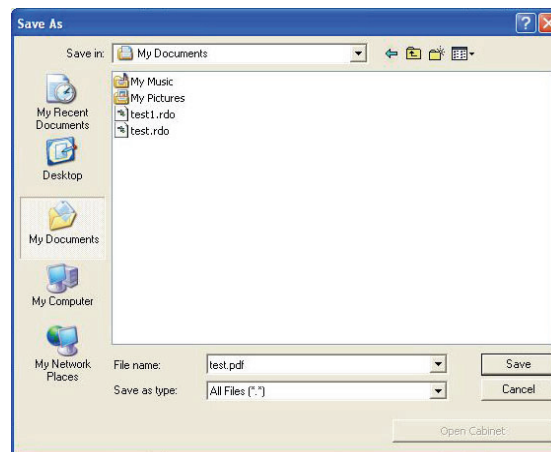 Save As
Save in:
My Documents
My Recent
Documents
Desktop
My Documents
My Computer
My Network
Places
My Music
My Pictures
test1.rdo
test.rdo
File name:
test.pdf
Save
Save as type:
All Files (*.*)
Cancel
Open Cabinet